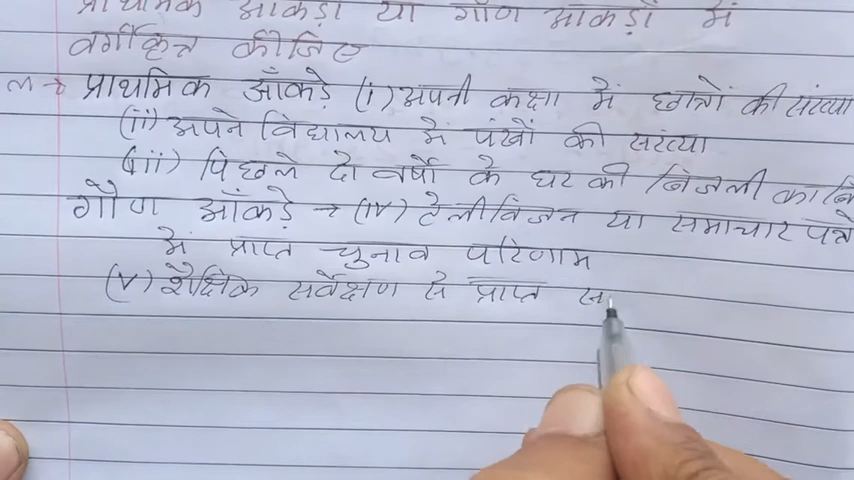 प्राथमिक आँकड़ों या गौण आँकड़ों में
वर्गीकृत कीजिए
प्राथमिक आँकड़े (i) अपनी कक्षा में छात्रों की संख्या
(ii) अपने विद्यालय में पंखों की संख्या
(iii) पिछले दो वर्षों के घर की बिजली का
गौण आँकड़े → (iv) टेलीविजन या समाचार पत्रों
में प्राप्त चुनाव परिणाम
(v) शैक्षिक सर्वेक्षण से प्राप्त स